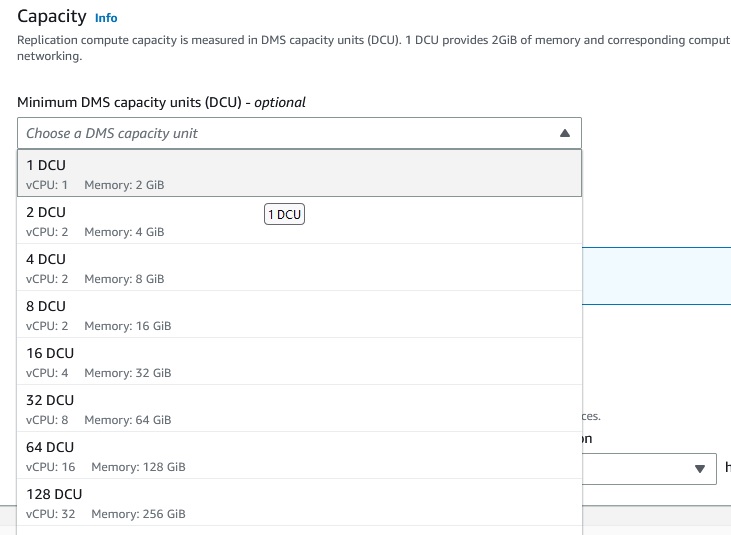 Capacity Info
Replication compute capacity is measured in DMS capacity units (DCU). 1 DCU provides 2GiB of memory and corresponding comput
networking.
Minimum DMS capacity units (DCU) - optional
Choose a DMS capacity unit
1 DCU
vCPU: 1 Memory: 2 GiB
2 DCU
1 DCU
vCPU: 2 Memory: 4 GiB
4 DCU
vCPU: 2 Memory: 8 GiB
8 DCU
vCPU: 2 Memory: 16 GiB
16 DCU
vCPU: 4 Memory: 32 GiB
32 DCU
vCPU: 8 Memory: 64 GiB
ces.
on
64 DCU
vCPU: 16 Memory: 128 GiB
h
128 DCU
vCPU: 32 Memory: 256 GiB